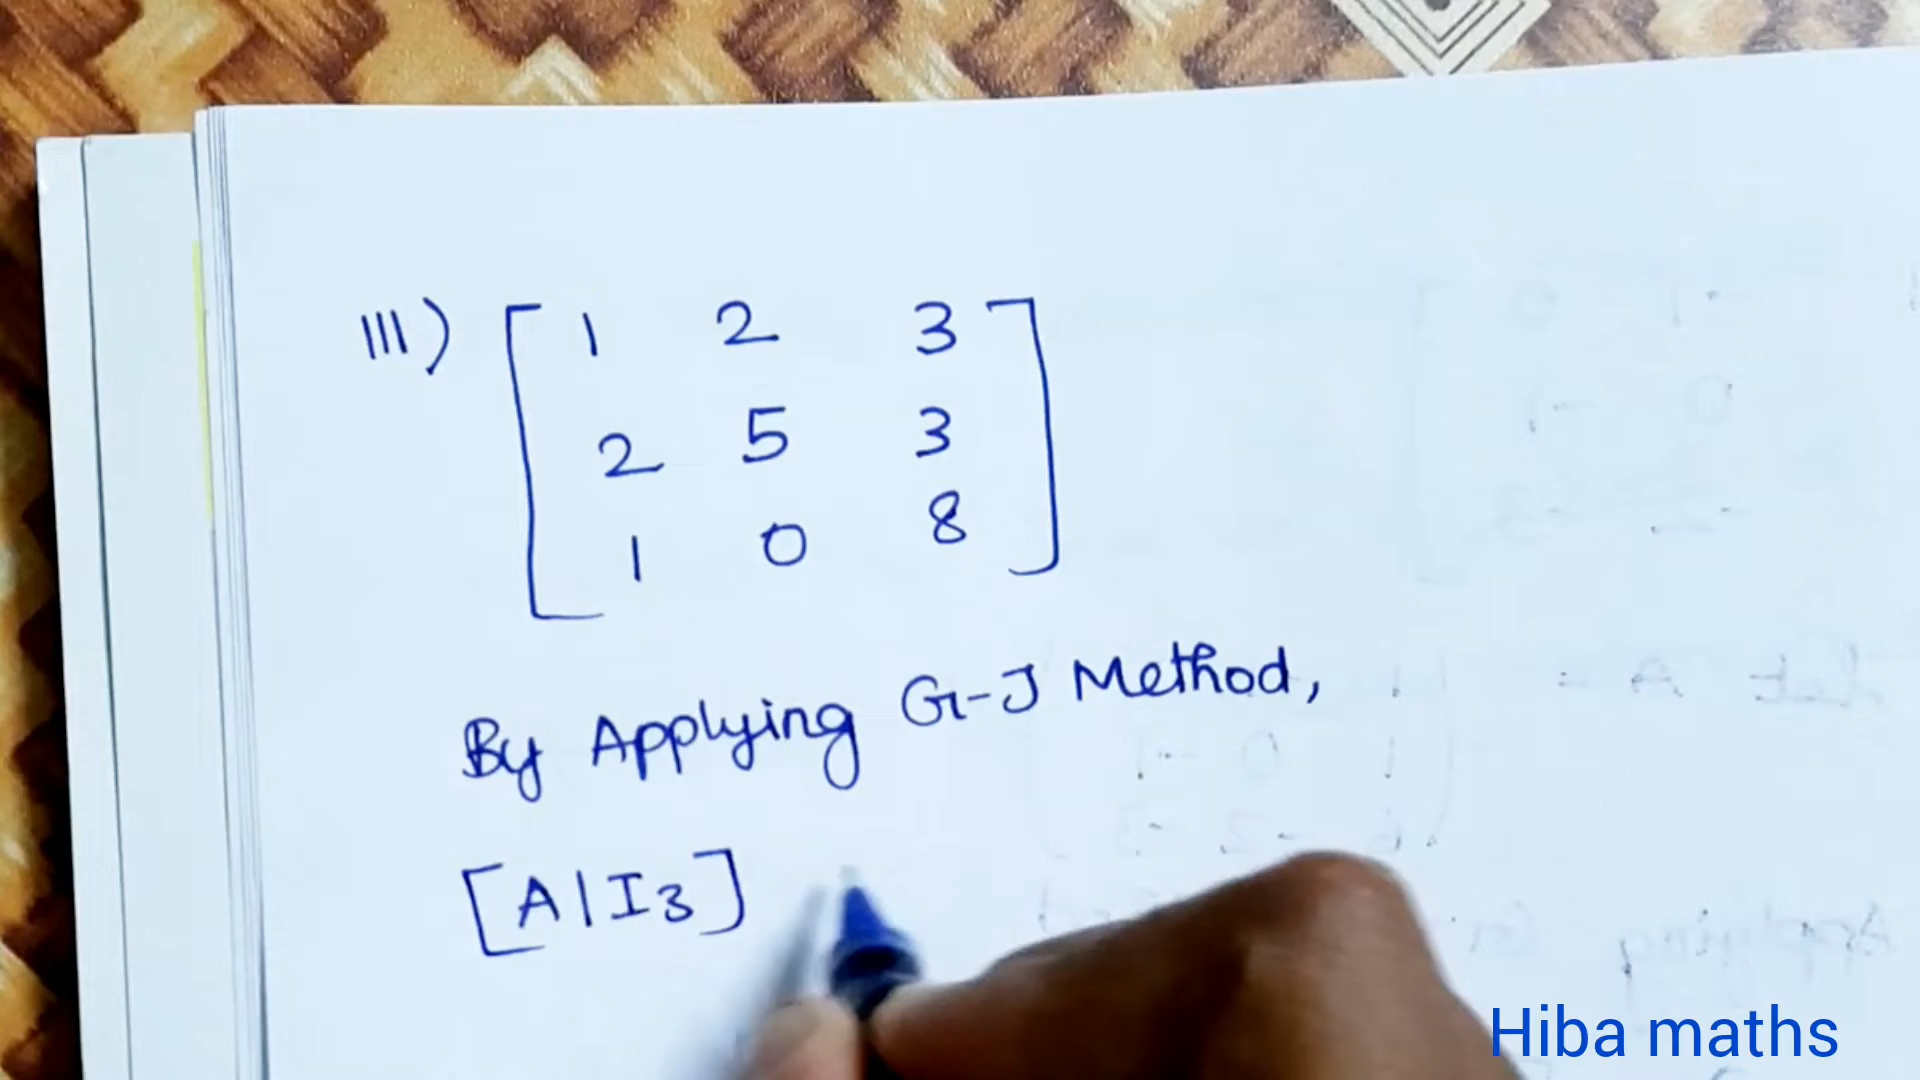 III) [ 1 2 3
2 5 3
1 0 8 ]
By Applying G-J Method,
[A|I3]
Hiba maths